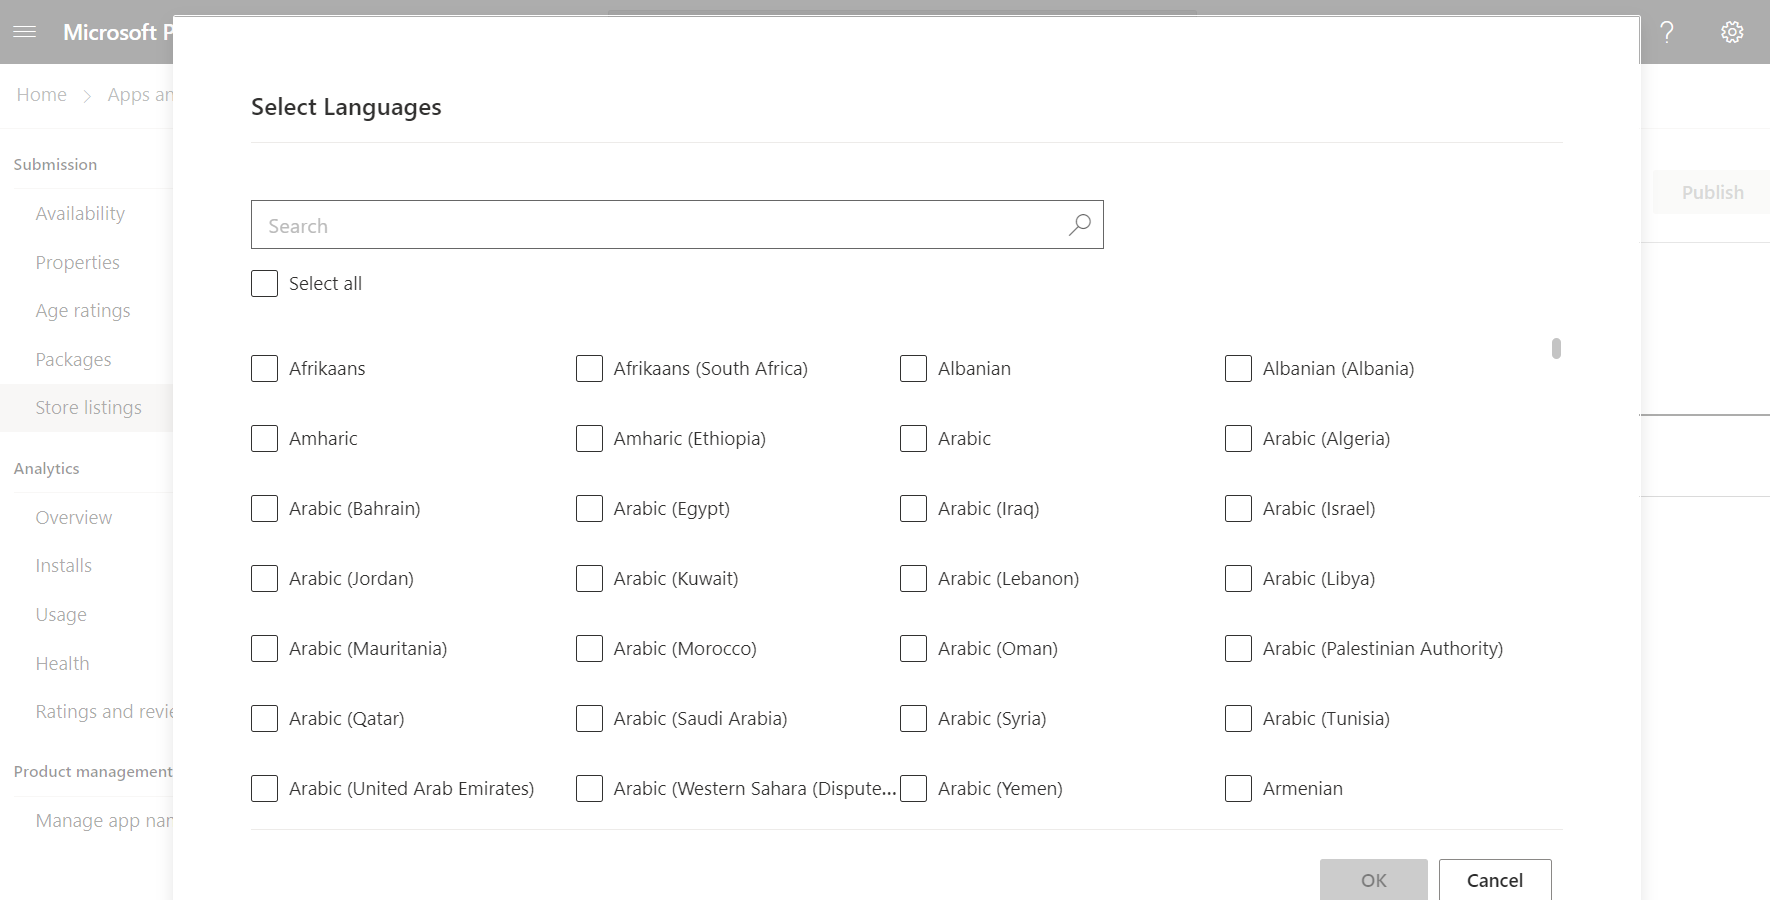 Microsoft P
Home > Apps an
Submission
Availability
Properties
Age ratings
Packages
Store listings
Analytics
Overview
Installs
Usage
Health
Ratings and revie
Product management
Manage app nam
Select Languages
Search
Select all
Afrikaans
Afrikaans (South Africa)
Albanian
Albanian (Albania)
Amharic
Amharic (Ethiopia)
Arabic
Arabic (Algeria)
Arabic (Bahrain)
Arabic (Egypt)
Arabic (Iraq)
Arabic (Israel)
Arabic (Jordan)
Arabic (Kuwait)
Arabic (Lebanon)
Arabic (Libya)
Arabic (Mauritania)
Arabic (Morocco)
Arabic (Oman)
Arabic (Palestinian Authority)
Arabic (Qatar)
Arabic (Saudi Arabia)
Arabic (Syria)
Arabic (Tunisia)
Arabic (United Arab Emirates)
Arabic (Western Sahara (Dispute...
Arabic (Yemen)
Armenian
OK
Cancel
?
Publish